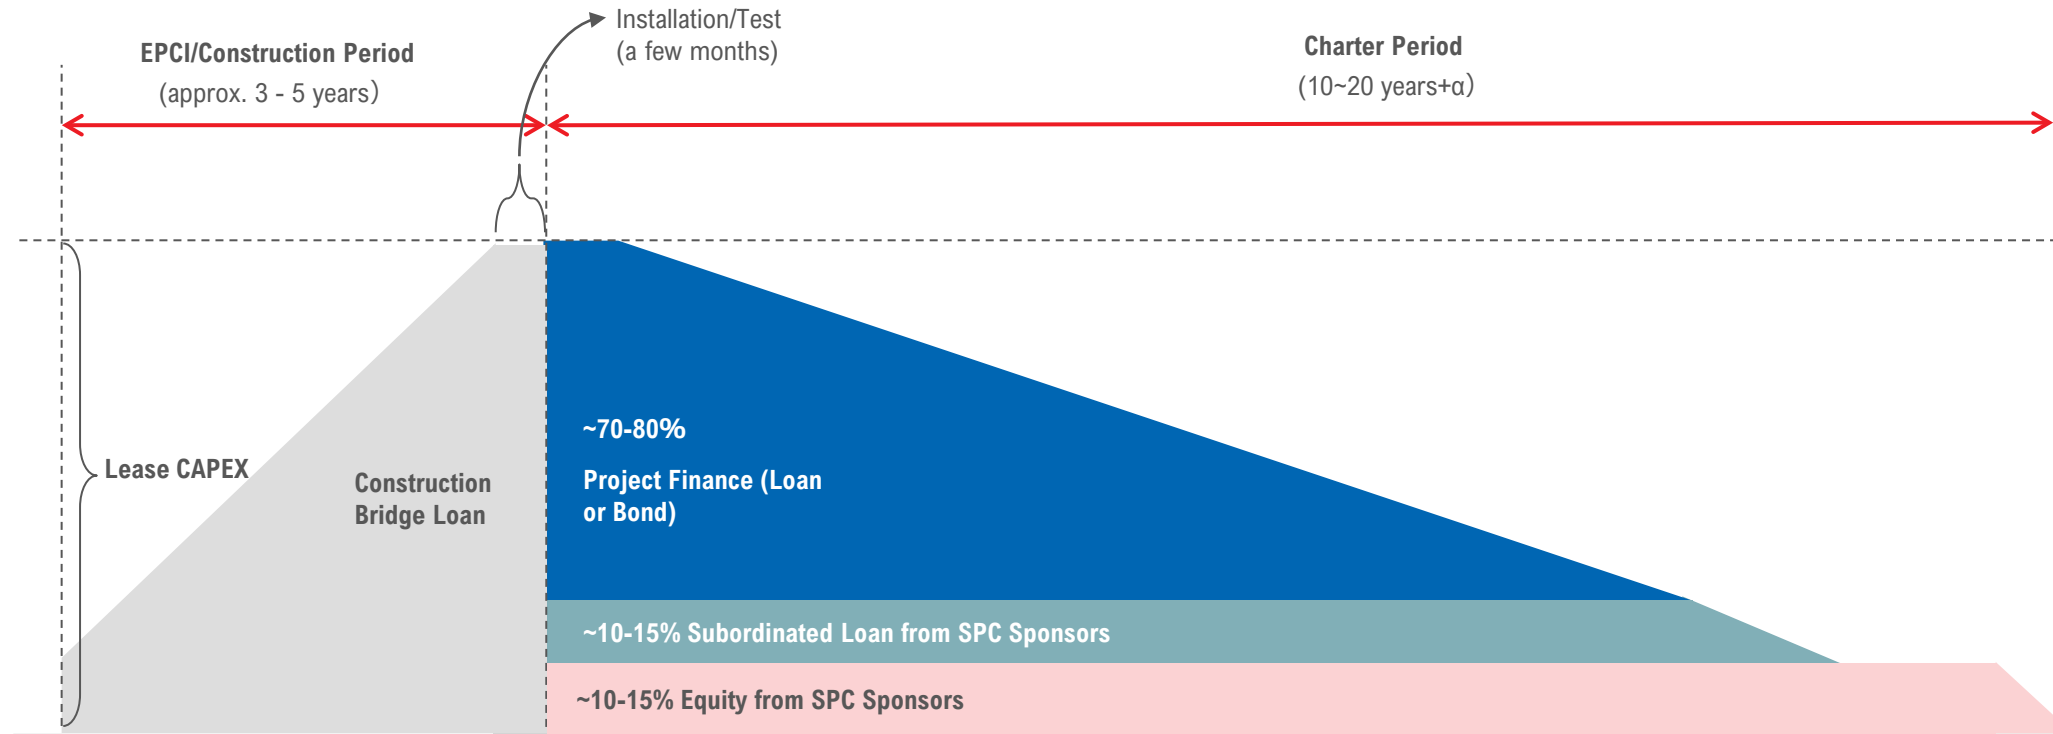 Installation/Test
(a few months)
EPCI/Construction Period
(approx. 3 - 5 years）
Charter Period
(10~20 years+α）
Lease CAPEX
Construction
Bridge Loan
~70-80%
Project Finance (Loan
or Bond)
~10-15% Subordinated Loan from SPC Sponsors
~10-15% Equity from SPC Sponsors